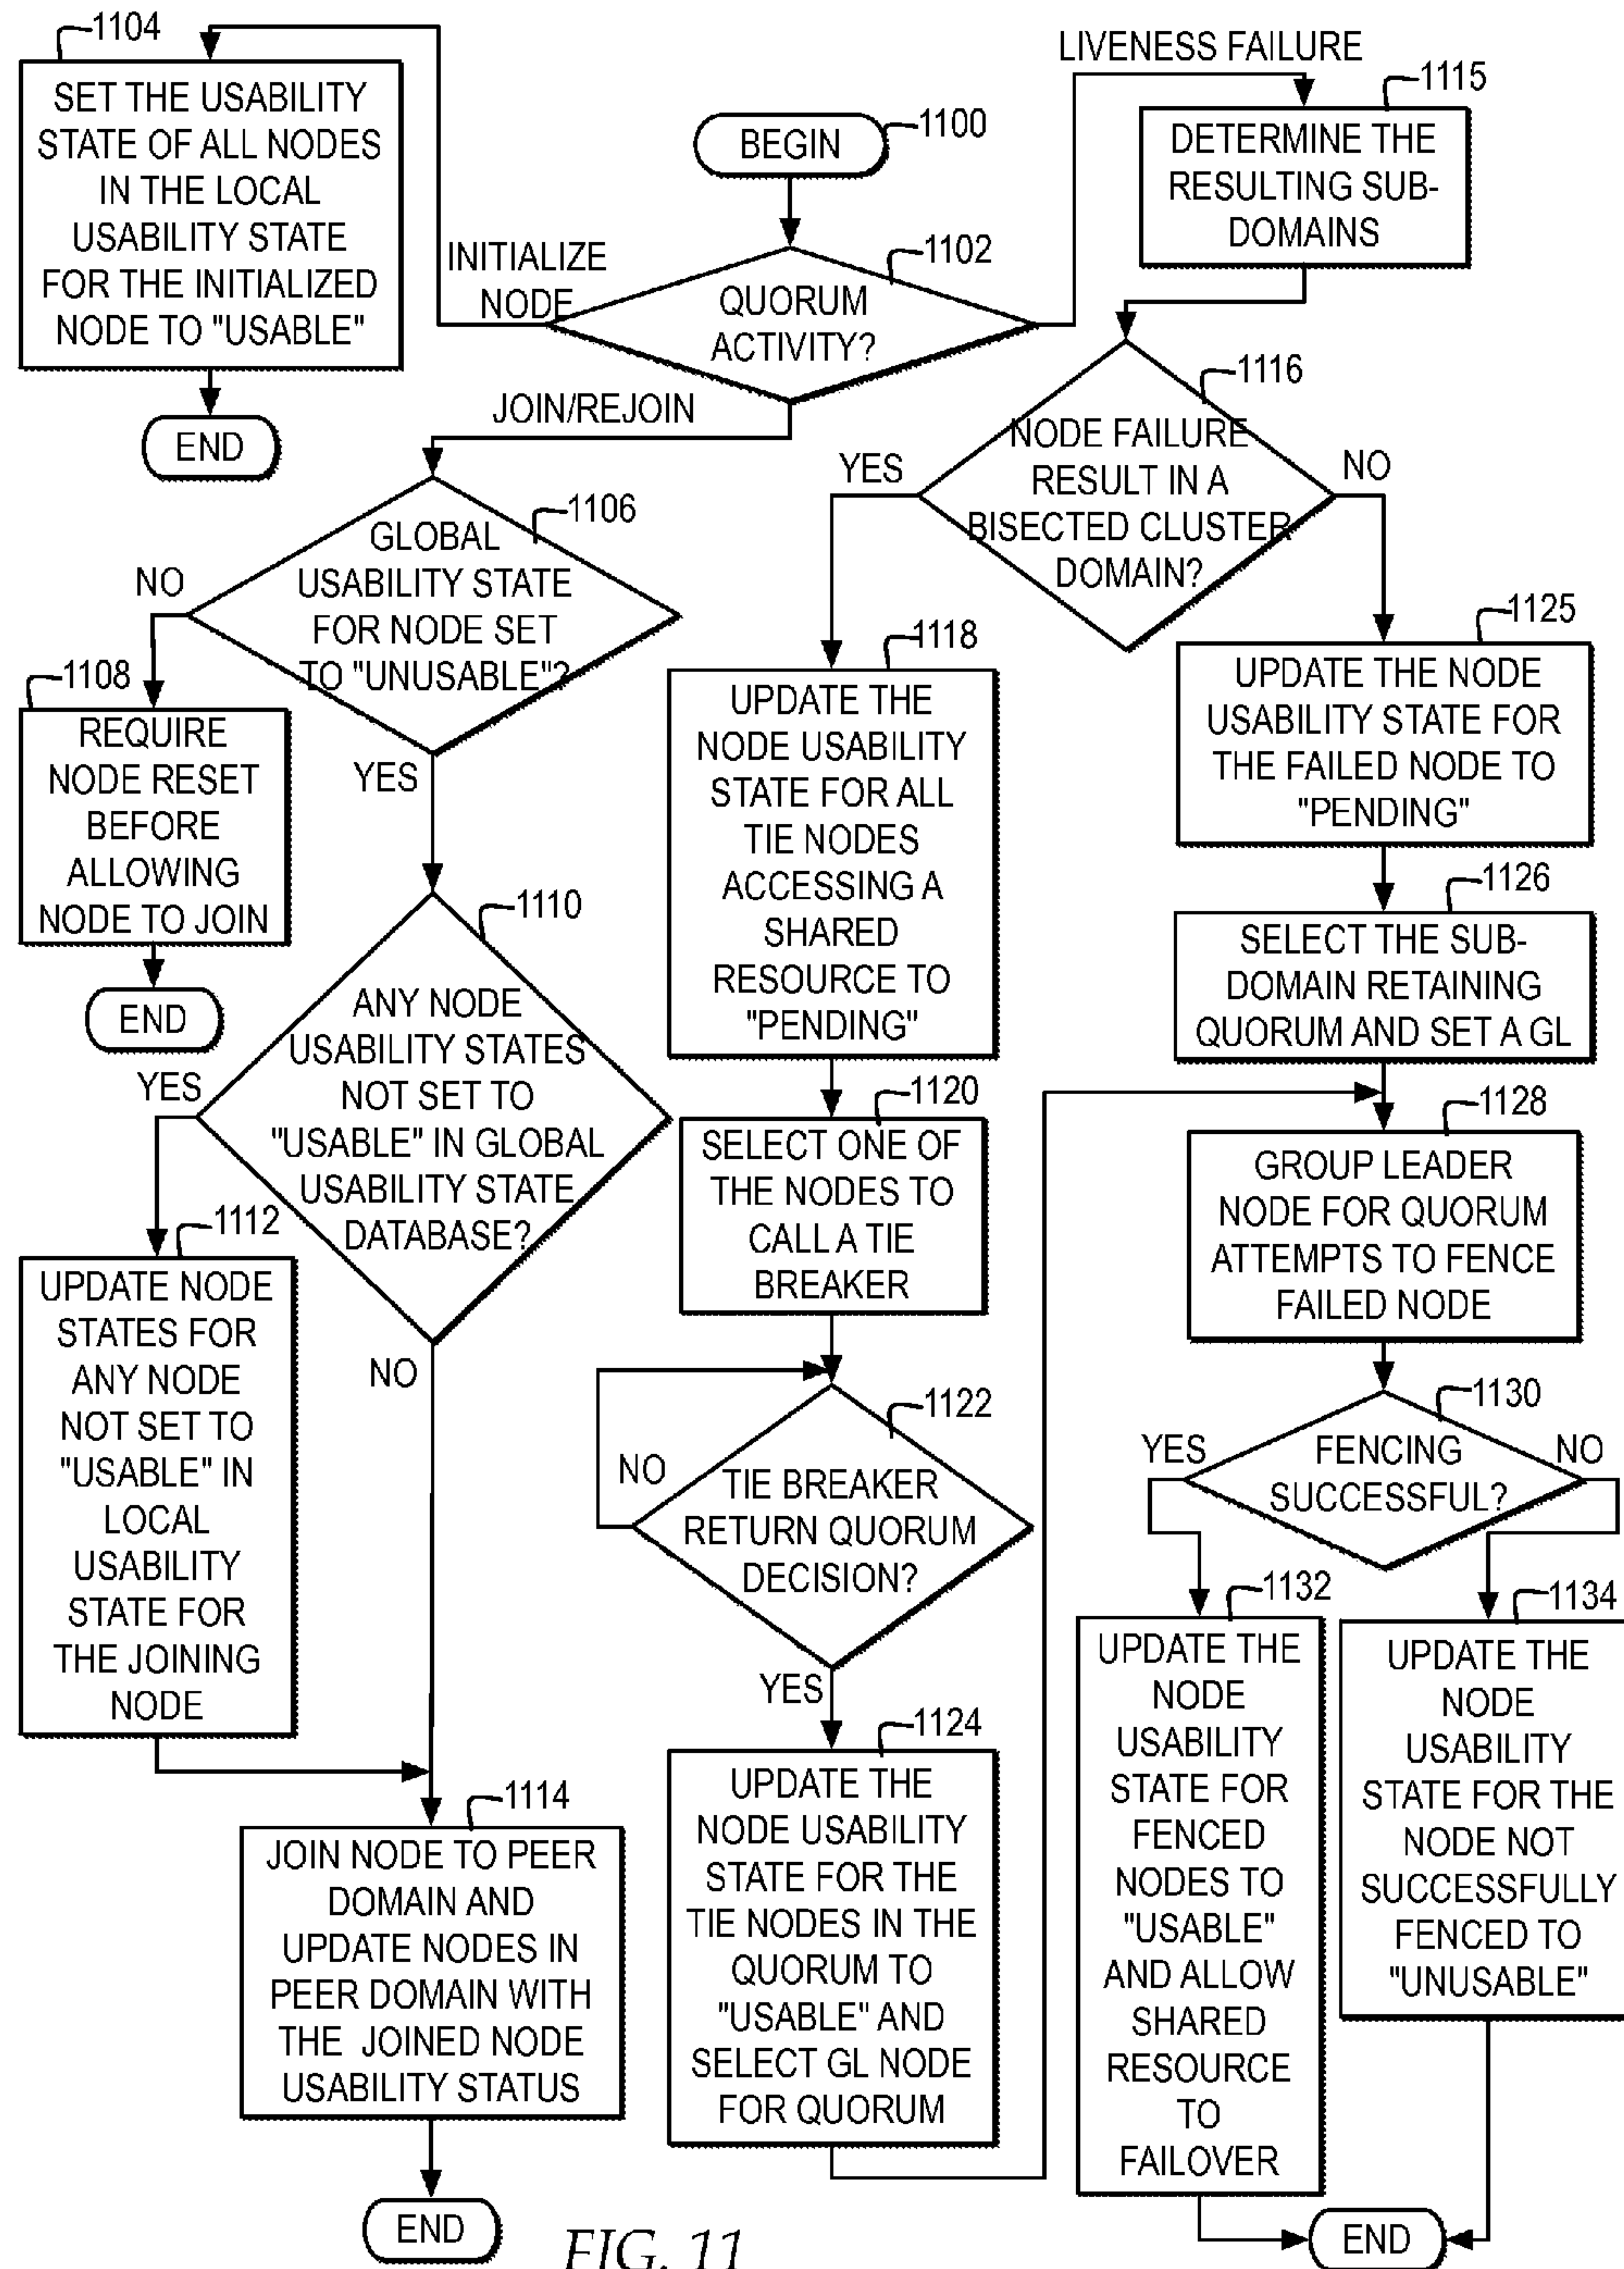 1104
SET THE USABILITY
STATE OF ALL NODES
IN THE LOCAL
USABILITY STATE
FOR THE INITIALIZED
NODE TO "USABLE"
END
INITIALIZE
NODE
1100
BEGIN
1102
QUORUM
ACTIVITY?
LIVENESS FAILURE
1115
DETERMINE THE
RESULTING SUB-
DOMAINS
JOIN/REJOIN
1106
GLOBAL
USABILITY STATE
FOR NODE SET
TO "UNUSABLE"?
NO
YES
1108
REQUIRE
NODE RESET
BEFORE
ALLOWING
NODE TO JOIN
END
1110
ANY NODE
USABILITY STATES
NOT SET TO
"USABLE" IN GLOBAL
USABILITY STATE
DATABASE?
YES
NO
1112
UPDATE NODE
STATES FOR
ANY NODE
NOT SET TO
"USABLE" IN
LOCAL
USABILITY
STATE FOR
THE JOINING
NODE
1114
JOIN NODE TO PEER
DOMAIN AND
UPDATE NODES IN
PEER DOMAIN WITH
THE JOINED NODE
USABILITY STATUS
END
1116
NODE FAILURE
RESULT IN A
BISECTED CLUSTER
DOMAIN?
YES
NO
1118
UPDATE THE
NODE USABILITY
STATE FOR ALL
TIE NODES
ACCESSING A
SHARED
RESOURCE TO
"PENDING"
1120
SELECT ONE OF
THE NODES TO
CALL A TIE
BREAKER
1122
TIE BREAKER
RETURN QUORUM
DECISION?
NO
YES
1124
UPDATE THE
NODE USABILITY
STATE FOR THE
TIE NODES IN THE
QUORUM TO
"USABLE" AND
SELECT GL NODE
FOR QUORUM
1125
UPDATE THE NODE
USABILITY STATE FOR
THE FAILED NODE TO
"PENDING"
1126
SELECT THE SUB-
DOMAIN RETAINING
QUORUM AND SET A GL
1128
GROUP LEADER
NODE FOR QUORUM
ATTEMPTS TO FENCE
FAILED NODE
1130
FENCING
SUCCESSFUL?
YES
NO
1132
UPDATE THE
NODE
USABILITY
STATE FOR
FENCED
NODES TO
"USABLE"
AND ALLOW
SHARED
RESOURCE
TO
FAILOVER
1134
UPDATE THE
NODE
USABILITY
STATE FOR THE
NODE NOT
SUCCESSFULLY
FENCED TO
"UNUSABLE"
END
FIG. 11